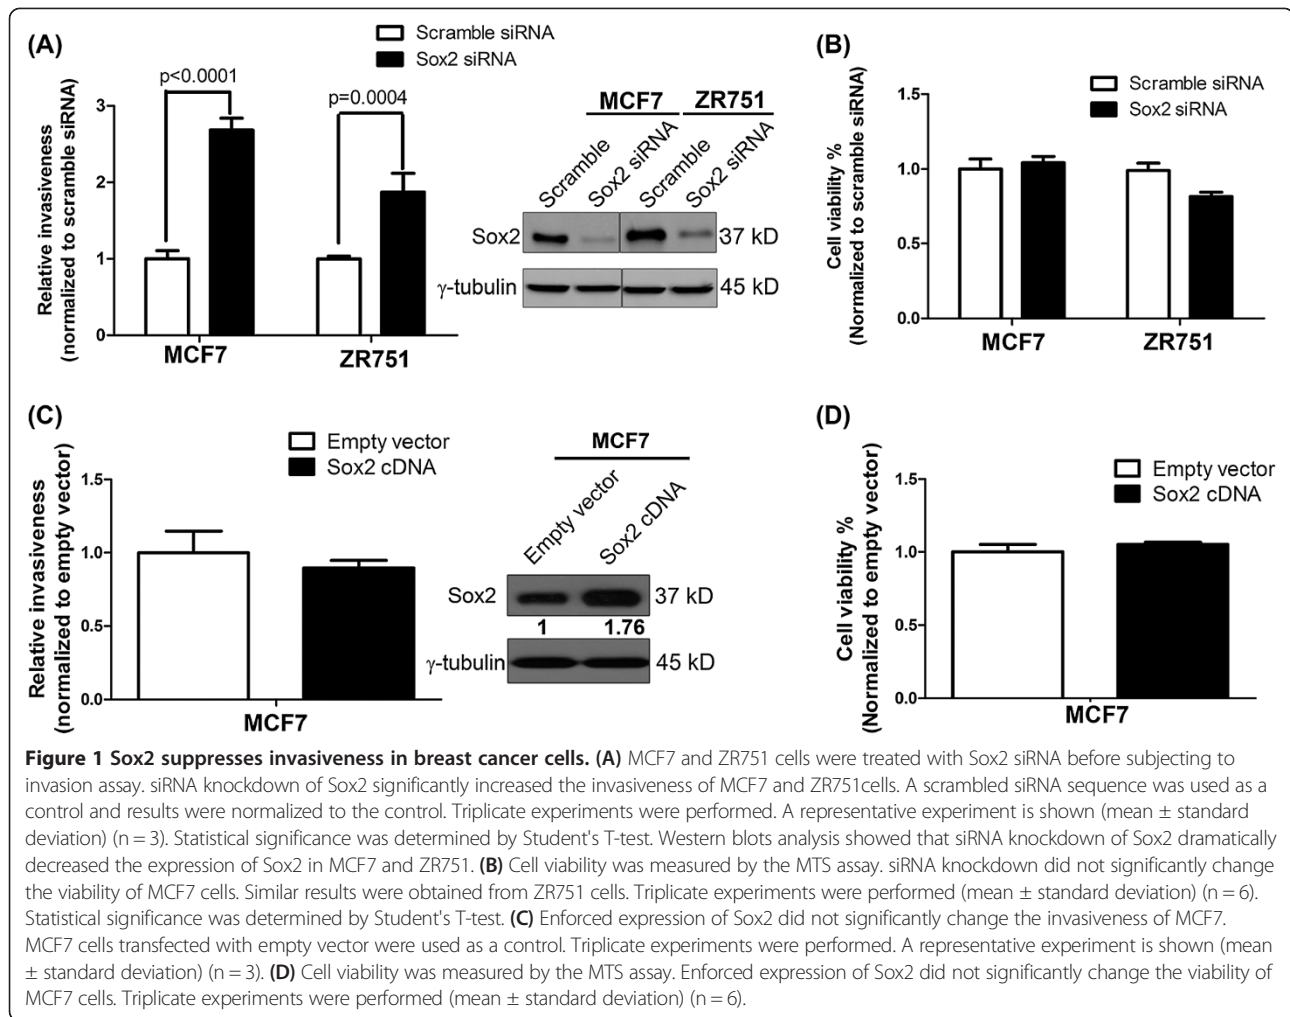 (A)
Scramble siRNA
Sox2 siRNA
p<0.0001
p=0.0004
Relative invasiveness
(normalized to scramble siRNA)
3
2
1
0
MCF7
ZR751
MCF7
ZR751
Scramble
Sox2 siRNA
Scramble
Sox2 siRNA
Sox2
37 kD
γ-tubulin
45 kD
(B)
Scramble siRNA
Sox2 siRNA
Cell viability %
(Normalized to scramble siRNA)
1.5
1.0
0.5
0.0
MCF7
ZR751
(C)
Empty vector
Sox2 cDNA
Relative invasiveness
(normalized to empty vector)
1.5
1.0
0.5
0.0
MCF7
MCF7
Empty vector
Sox2 cDNA
Sox2
37 kD
1
1.76
γ-tubulin
45 kD
(D)
Empty vector
Sox2 cDNA
Cell viability %
(Normalized to empty vector)
1.5
1.0
0.5
0.0
MCF7
Figure 1 Sox2 suppresses invasiveness in breast cancer cells. (A) MCF7 and ZR751 cells were treated with Sox2 siRNA before subjecting to
invasion assay. siRNA knockdown of Sox2 significantly increased the invasiveness of MCF7 and ZR751cells. A scrambled siRNA sequence was used as a
control and results were normalized to the control. Triplicate experiments were performed. A representative experiment is shown (mean ± standard
deviation) (n = 3). Statistical significance was determined by Student's T-test. Western blots analysis showed that siRNA knockdown of Sox2 dramatically
decreased the expression of Sox2 in MCF7 and ZR751. (B) Cell viability was measured by the MTS assay. siRNA knockdown did not significantly change
the viability of MCF7 cells. Similar results were obtained from ZR751 cells. Triplicate experiments were performed (mean ± standard deviation) (n = 6).
Statistical significance was determined by Student's T-test. (C) Enforced expression of Sox2 did not significantly change the invasiveness of MCF7.
MCF7 cells transfected with empty vector were used as a control. Triplicate experiments were performed. A representative experiment is shown (mean
± standard deviation) (n = 3). (D) Cell viability was measured by the MTS assay. Enforced expression of Sox2 did not significantly change the viability of
MCF7 cells. Triplicate experiments were performed (mean ± standard deviation) (n = 6).